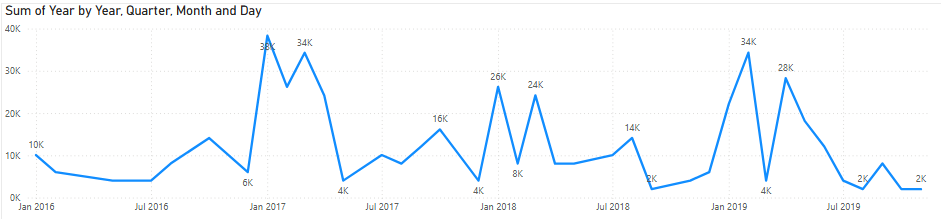 Sum of Year by Year, Quarter, Month and Day
40K
30K
20K
10K
0K
10K
6K
38K
34K
4K
16K
4K
26K
8K
24K
14K
2K
34K
4K
28K
2K
2K
Jan 2016
Jul 2016
Jan 2017
Jul 2017
Jan 2018
Jul 2018
Jan 2019
Jul 2019